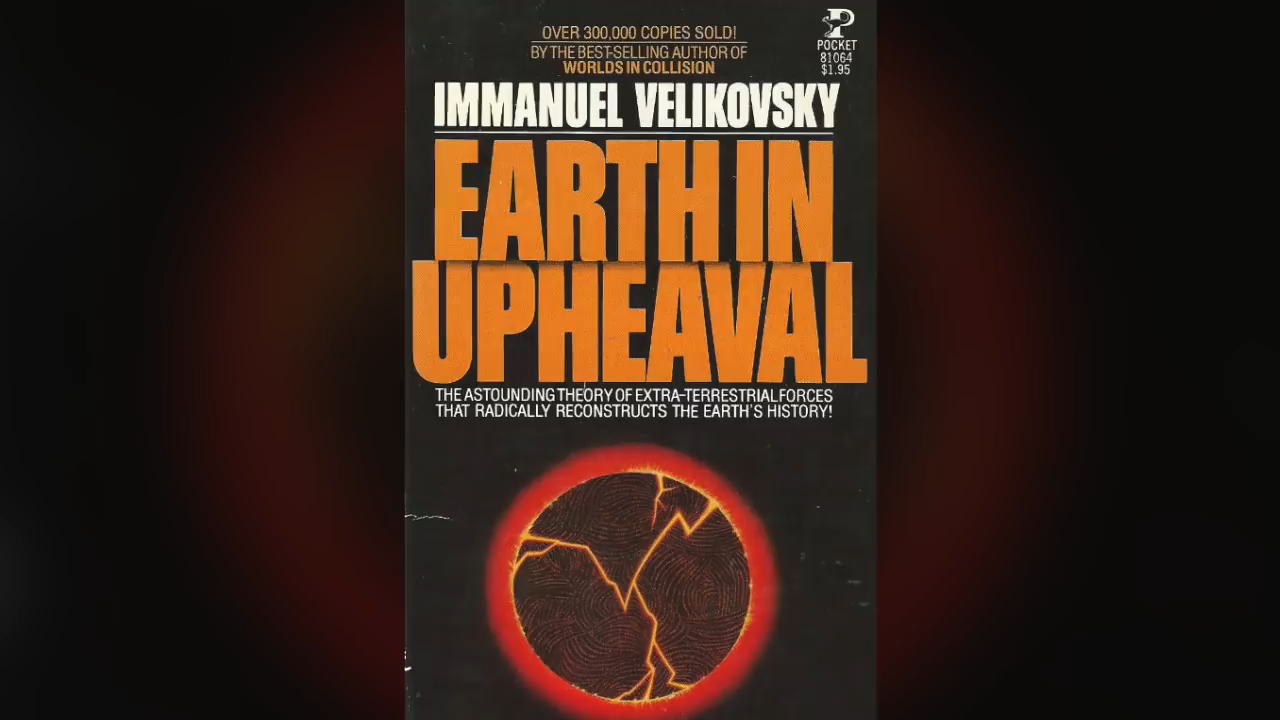 OVER 300,000 COPIES SOLD!
BY THE BEST-SELLING AUTHOR OF
WORLDS IN COLLISION
P
POCKET
81064
$1.95
IMMANUEL VELIKOVSKY
EARTH IN
UPHEAVAL
THE ASTOUNDING THEORY OF EXTRA-TERRESTRIAL FORCES
THAT RADICALLY RECONSTRUCTS THE EARTH'S HISTORY!